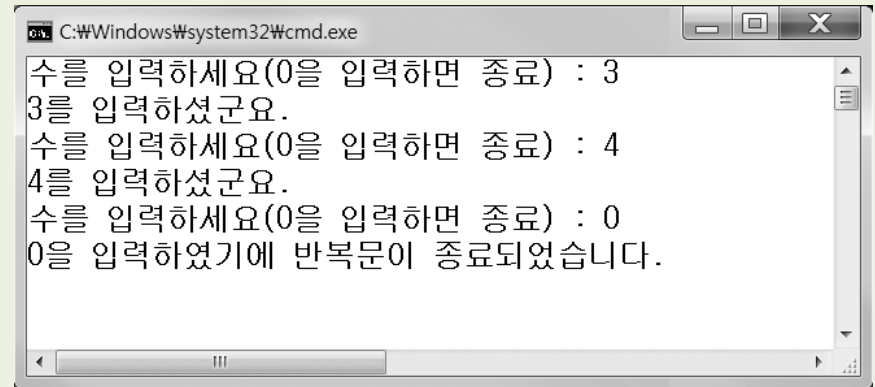 C:\Windows\system32\cmd.exe
수를 입력하세요(0을 입력하면 종료) : 3
3를 입력하셨군요.
수를 입력하세요(0을 입력하면 종료) : 4
4를 입력하셨군요.
수를 입력하세요(0을 입력하면 종료) : 0
0을 입력하였기에 반복문이 종료되었습니다.